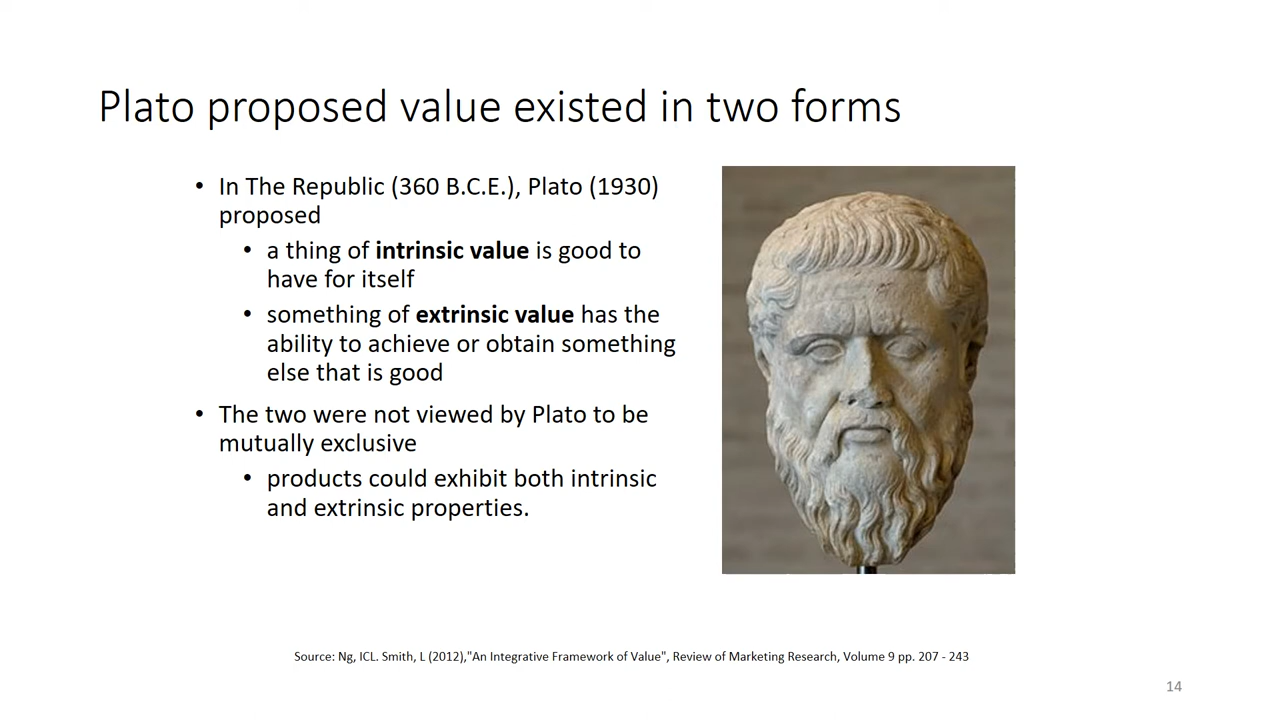 Plato proposed value existed in two forms
• In The Republic (360 B.C.E.), Plato (1930)
proposed
• a thing of intrinsic value is good to
have for itself
• something of extrinsic value has the
ability to achieve or obtain something
else that is good
• The two were not viewed by Plato to be
mutually exclusive
• products could exhibit both intrinsic
and extrinsic properties.
Source: Ng, ICL. Smith, L (2012),"An Integrative Framework of Value", Review of Marketing Research, Volume 9 pp. 207 - 243
14